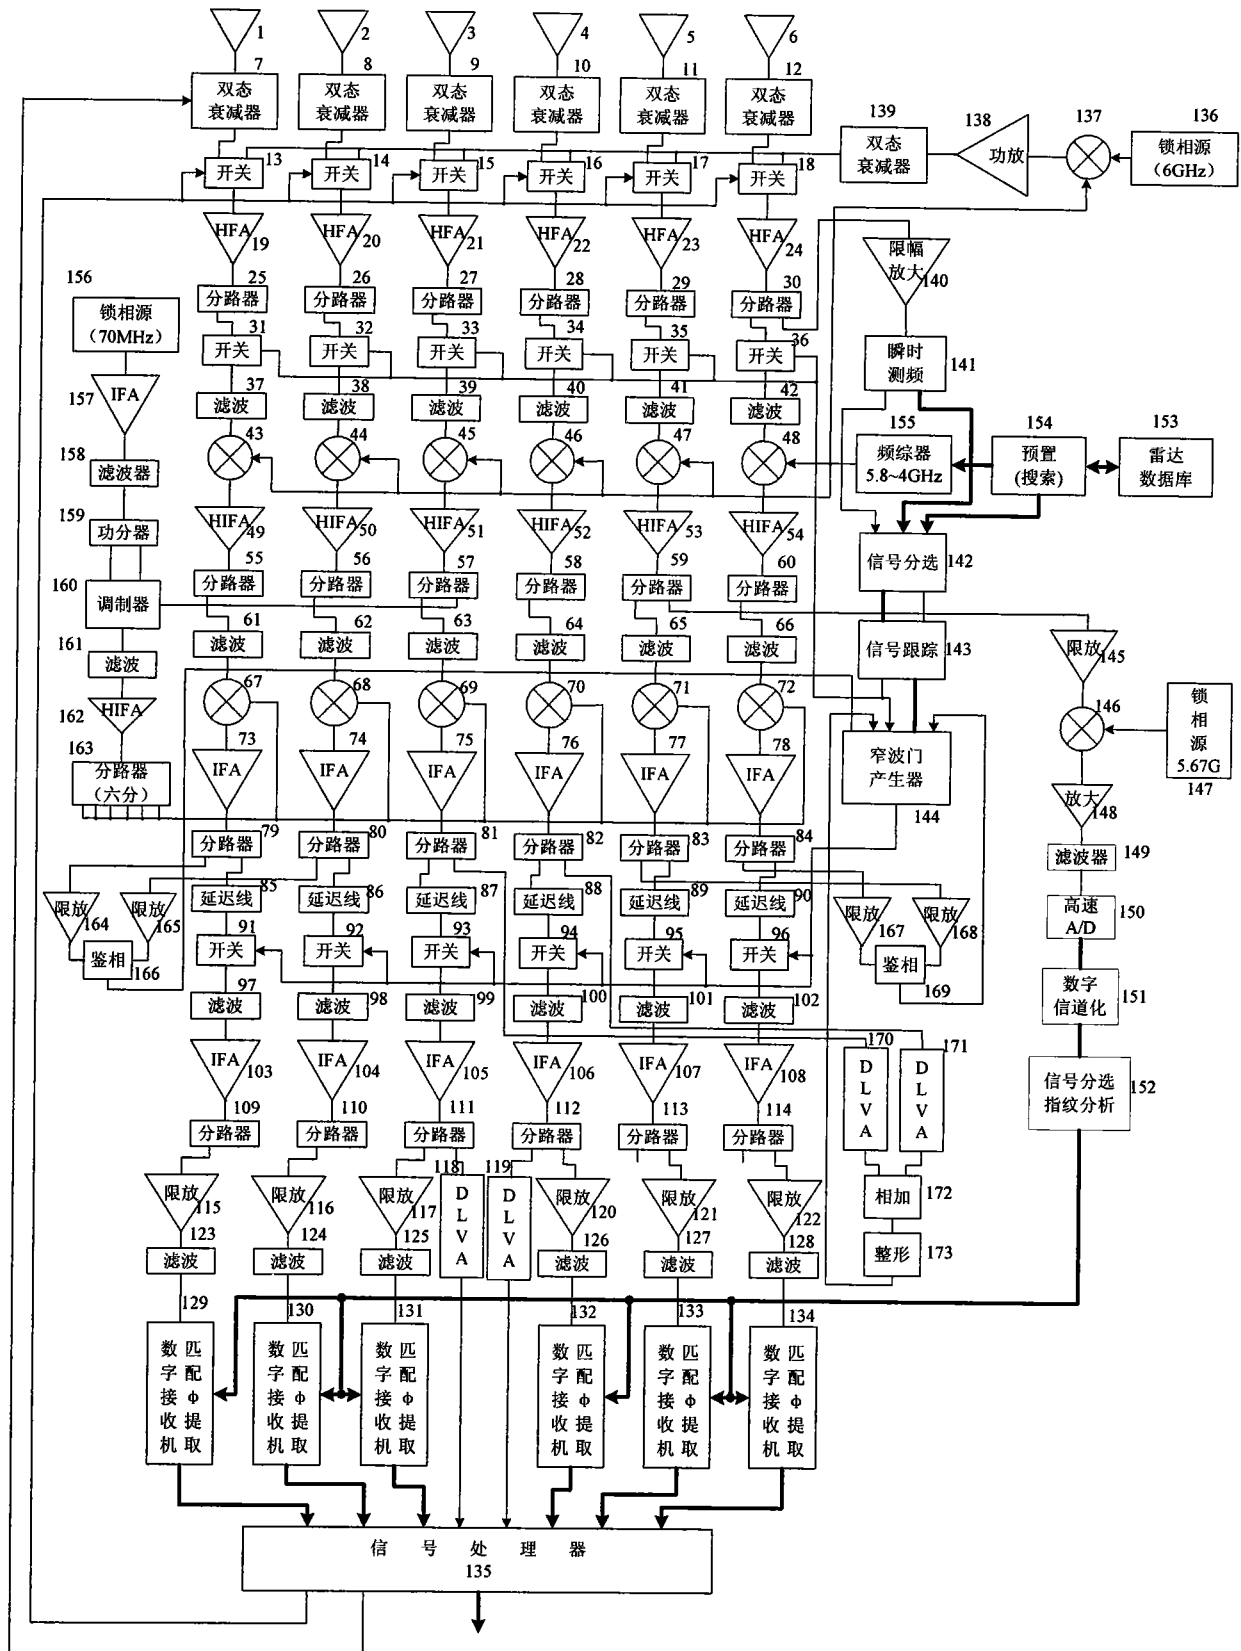 1 2 3 4 5 6
7 8 9 10 11 12
双态
衰减器
双态
衰减器
双态
衰减器
双态
衰减器
双态
衰减器
双态
衰减器
139
双态
衰减器
138
功放
137
136
锁相源
(6GHz)
13 14 15 16 17 18
开关 开关 开关 开关 开关 开关
HFA HFA HFA HFA HFA HFA
19 20 21 22 23 24
限幅
放大
140
25 26 27 28 29 30
分路器 分路器 分路器 分路器 分路器 分路器
156
锁相源
(70MHz)
31 32 33 34 35 36
开关 开关 开关 开关 开关 开关
瞬时
测频
141
157
IFA
37 38 39 40 41 42
滤波 滤波 滤波 滤波 滤波 滤波
43 44 45 46 47 48
155
频综器
5.8~4GHz
154
预置
(搜索)
153
雷达
数据库
158
滤波器
159
功分器
HIFA HIFA HIFA HIFA HIFA HIFA
49 50 51 52 53 54
55 56 57 58 59 60
分路器 分路器 分路器 分路器 分路器 分路器
信号分选
142
160
调制器
61 62 63 64 65 66
滤波 滤波 滤波 滤波 滤波 滤波
信号跟踪
143
限放
145
161
滤波
67 68 69 70 71 72
162
HIFA
146
锁
相
源
5.67G
147
73 74 75 76 77 78
IFA IFA IFA IFA IFA IFA
窄波门
产生器
144
163
分路器
(六分)
放大
148
79 80 81 82 83 84
分路器 分路器 分路器 分路器 分路器 分路器
滤波器
149
85 86 87 88 89 90
延迟线 延迟线 延迟线 延迟线 延迟线 延迟线
限放
164
限放
165
鉴相
166
91 92 93 94 95 96
开关 开关 开关 开关 开关 开关
限放
167
限放
168
鉴相
169
高速
A/D
150
97 98 99 100 101 102
滤波 滤波 滤波 滤波 滤波 滤波
数字
信道化
151
IFA IFA IFA IFA IFA IFA
103 104 105 106 107 108
170
D
L
V
A
171
D
L
V
A
信号分选
指纹分析
152
109 110 111 112 113 114
分路器 分路器 分路器 分路器 分路器 分路器
限放 限放 限放 限放 限放 限放
115 116 117 120 121 122
118
D
L
V
A
119
D
L
V
A
相加
172
整形
173
123 124 125 126 127 128
滤波 滤波 滤波 滤波 滤波 滤波
129 130 131 132 133 134
数字接收机
匹配φ提取
数字接收机
匹配φ提取
数字接收机
匹配φ提取
数字接收机
匹配φ提取
数字接收机
匹配φ提取
数字接收机
匹配φ提取
信号处理器
135